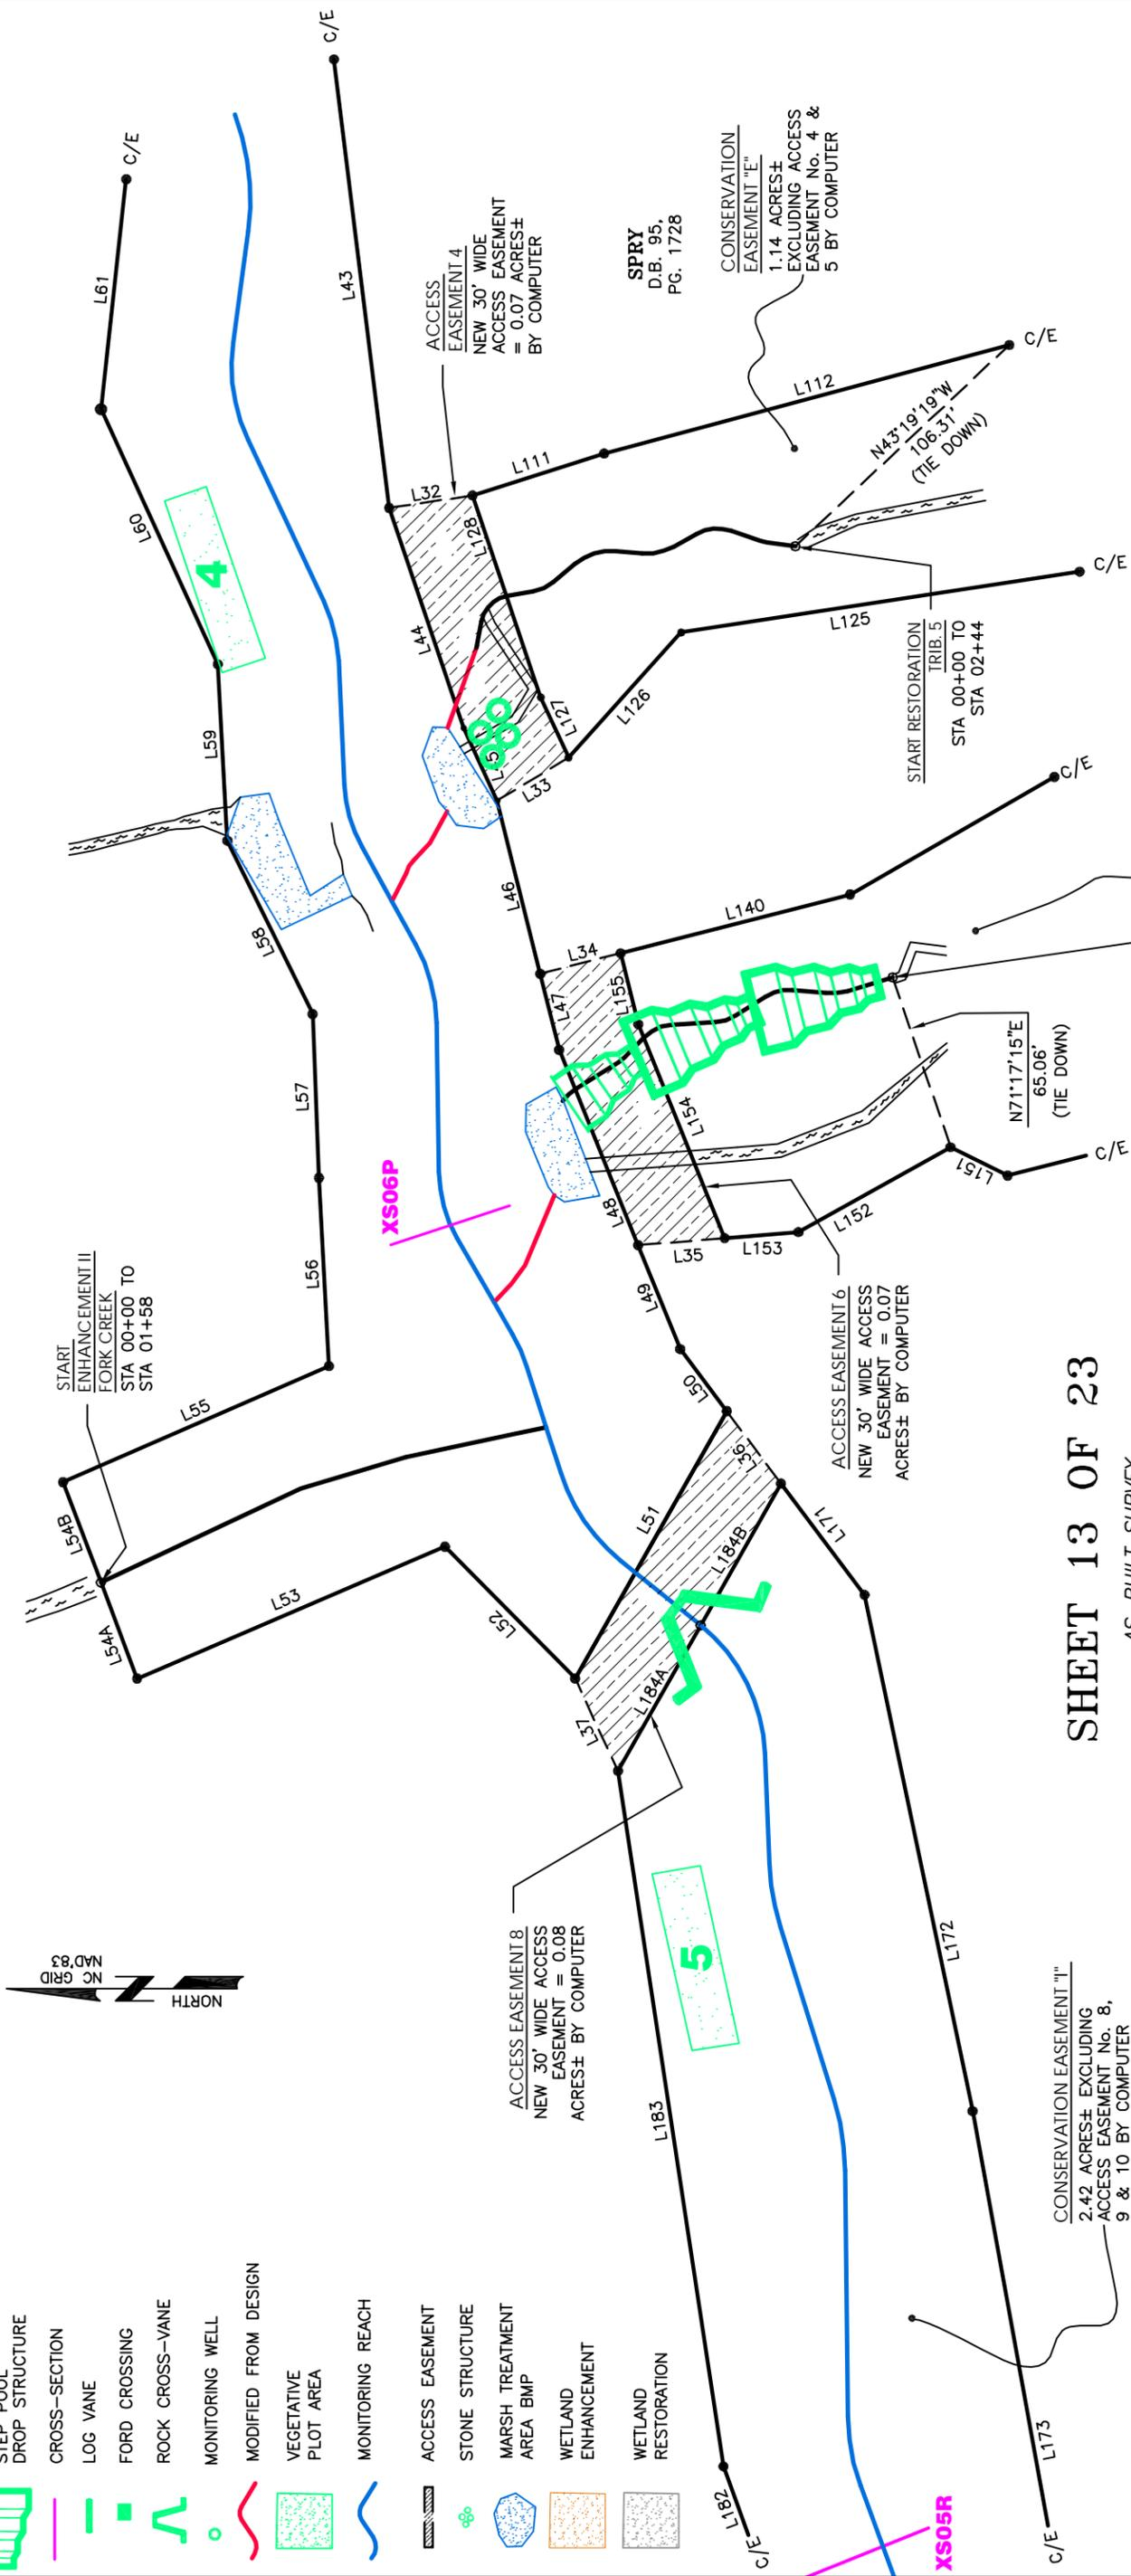 STEP POOL
DROP STRUCTURE
CROSS-SECTION
LOG VANE
FORD CROSSING
ROCK CROSS-VANE
MONITORING WELL
MODIFIED FROM DESIGN
VEGETATIVE
PLOT AREA
MONITORING REACH
ACCESS EASEMENT
STONE STRUCTURE
MARSH TREATMENT
AREA BMP
WETLAND
ENHANCEMENT
WETLAND
RESTORATION
NORTH
NC GRID
NAD'83
START
ENHANCEMENT II
FORK CREEK
STA 00+00 TO
STA 01+58
L54B
L54A
L53
L52
L55
L56
L57
L58
L59
L60
L61
C/E
C/E
L43
4
ACCESS
EASEMENT 4
NEW 30' WIDE
ACCESS EASEMENT
= 0.07 ACRES±
BY COMPUTER
L32
L44
L128
L127
L33
L46
L111
L112
C/E
SPRY
D.B. 95,
PG. 1728
CONSERVATION
EASEMENT "E"
1.14 ACRES±
EXCLUDING ACCESS
EASEMENT No. 4 &
5 BY COMPUTER
N43°19'19"W
106.31'
(TIE DOWN)
L125
C/E
L126
START RESTORATION
TRIB.5
STA 00+00 TO
STA 02+44
XS06P
L34
L47
L155
L140
C/E
L48
L154
L35
L153
L152
L151
C/E
N71°17'15"E
65.06'
(TIE DOWN)
L49
L50
ACCESS EASEMENT 6
NEW 30' WIDE ACCESS
EASEMENT = 0.07
ACRES± BY COMPUTER
L51
L36
L184B
L184A
L37
L171
ACCESS EASEMENT 8
NEW 30' WIDE ACCESS
EASEMENT = 0.08
ACRES± BY COMPUTER
5
L183
L172
L182
C/E
L173
C/E
XS05R
CONSERVATION EASEMENT "I"
2.42 ACRES± EXCLUDING
ACCESS EASEMENT No. 8,
9 & 10 BY COMPUTER
SHEET 13 OF 23
AS-BUILT SURVEY